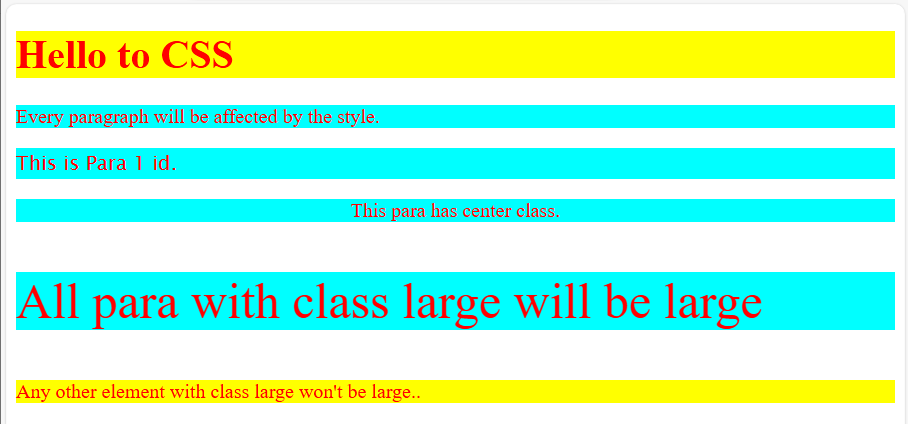 Hello to CSS
Every paragraph will be affected by the style.
This is Para 1 id.
This para has center class.
All para with class large will be large
Any other element with class large won't be large..